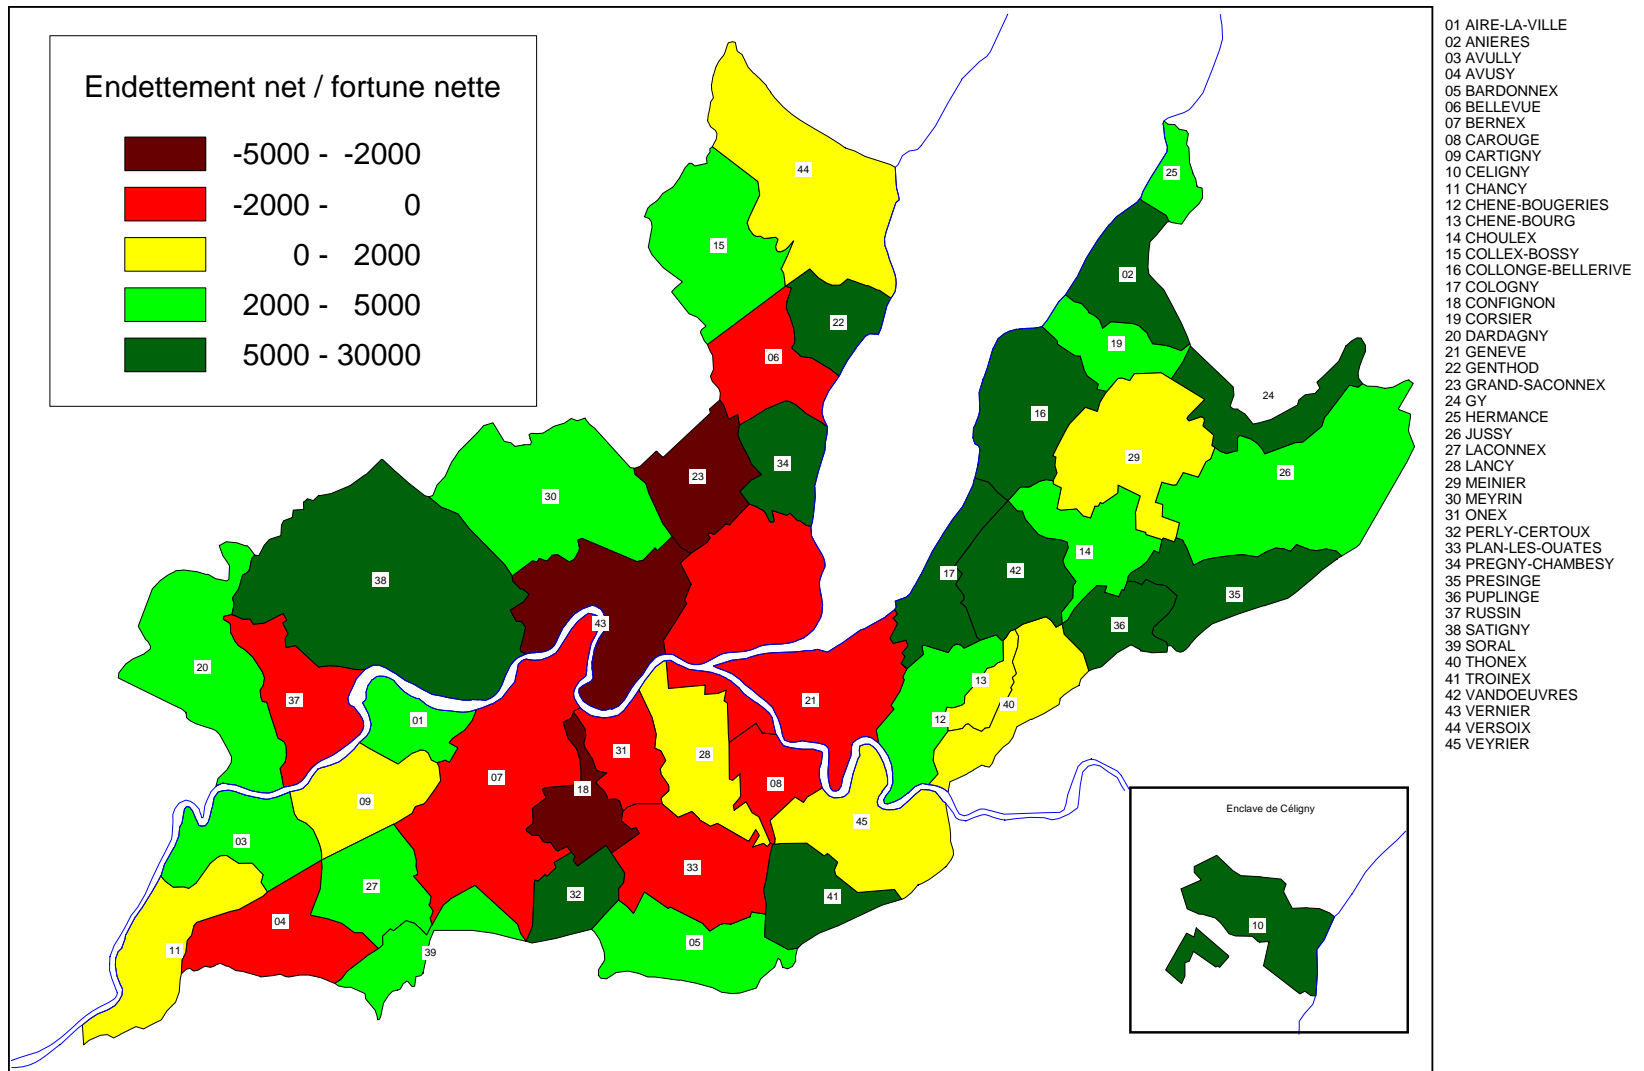 Endettement net / fortune nette
-5000 - -2000
-2000 - 0
0 - 2000
2000 - 5000
5000 - 30000
01 AIRE-LA-VILLE
02 ANIERES
03 AVULLY
04 AVUSY
05 BARDONNEX
06 BELLEVUE
07 BERNEX
08 CAROUGE
09 CARTIGNY
10 CELIGNY
11 CHANCY
12 CHENE-BOUGERIES
13 CHENE-BOURG
14 CHOULEX
15 COLLEX-BOSSY
16 COLLONGE-BELLERIVE
17 COLOGNY
18 CONFIGNON
19 CORSIER
20 DARDAGNY
21 GENEVE
22 GENTHOD
23 GRAND-SACONNEX
24 GY
25 HERMANCE
26 JUSSY
27 LACONNEX
28 LANCY
29 MEINIER
30 MEYRIN
31 ONEX
32 PERLY-CERTOUX
33 PLAN-LES-OUATES
34 PREGNY-CHAMBESY
35 PRESINGE
36 PUPLINGE
37 RUSSIN
38 SATIGNY
39 SORAL
40 THONEX
41 TROINEX
42 VANDOEUVRES
43 VERNIER
44 VERSOIX
45 VEYRIER
44
25
15
02
22
19
06
24
16
29
34
26
23
30
14
42
17
38
35
43
36
20
13
37
21
40
01
12
31
28
07
08
18
09
45
03
33
27
32
41
04
05
11
39
Enclave de Céligny
10